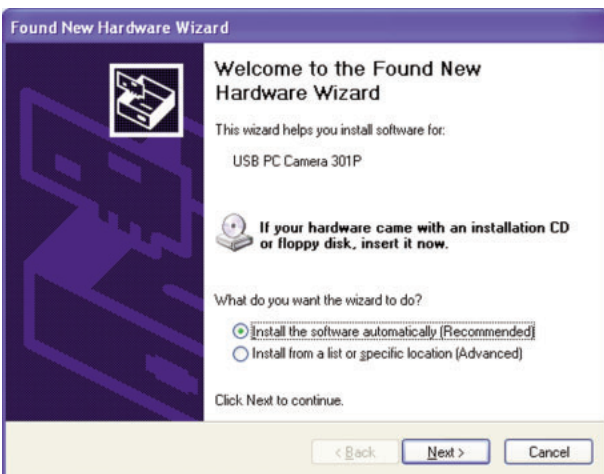 Found New Hardware Wizard
Welcome to the Found New
Hardware Wizard
This wizard helps you install software for:
USB PC Camera 301P
If your hardware came with an installation CD
or floppy disk, insert it now.
What do you want the wizard to do?
Install the software automatically (Recommended)
Install from a list or specific location (Advanced)
Click Next to continue.
< Back Next > Cancel